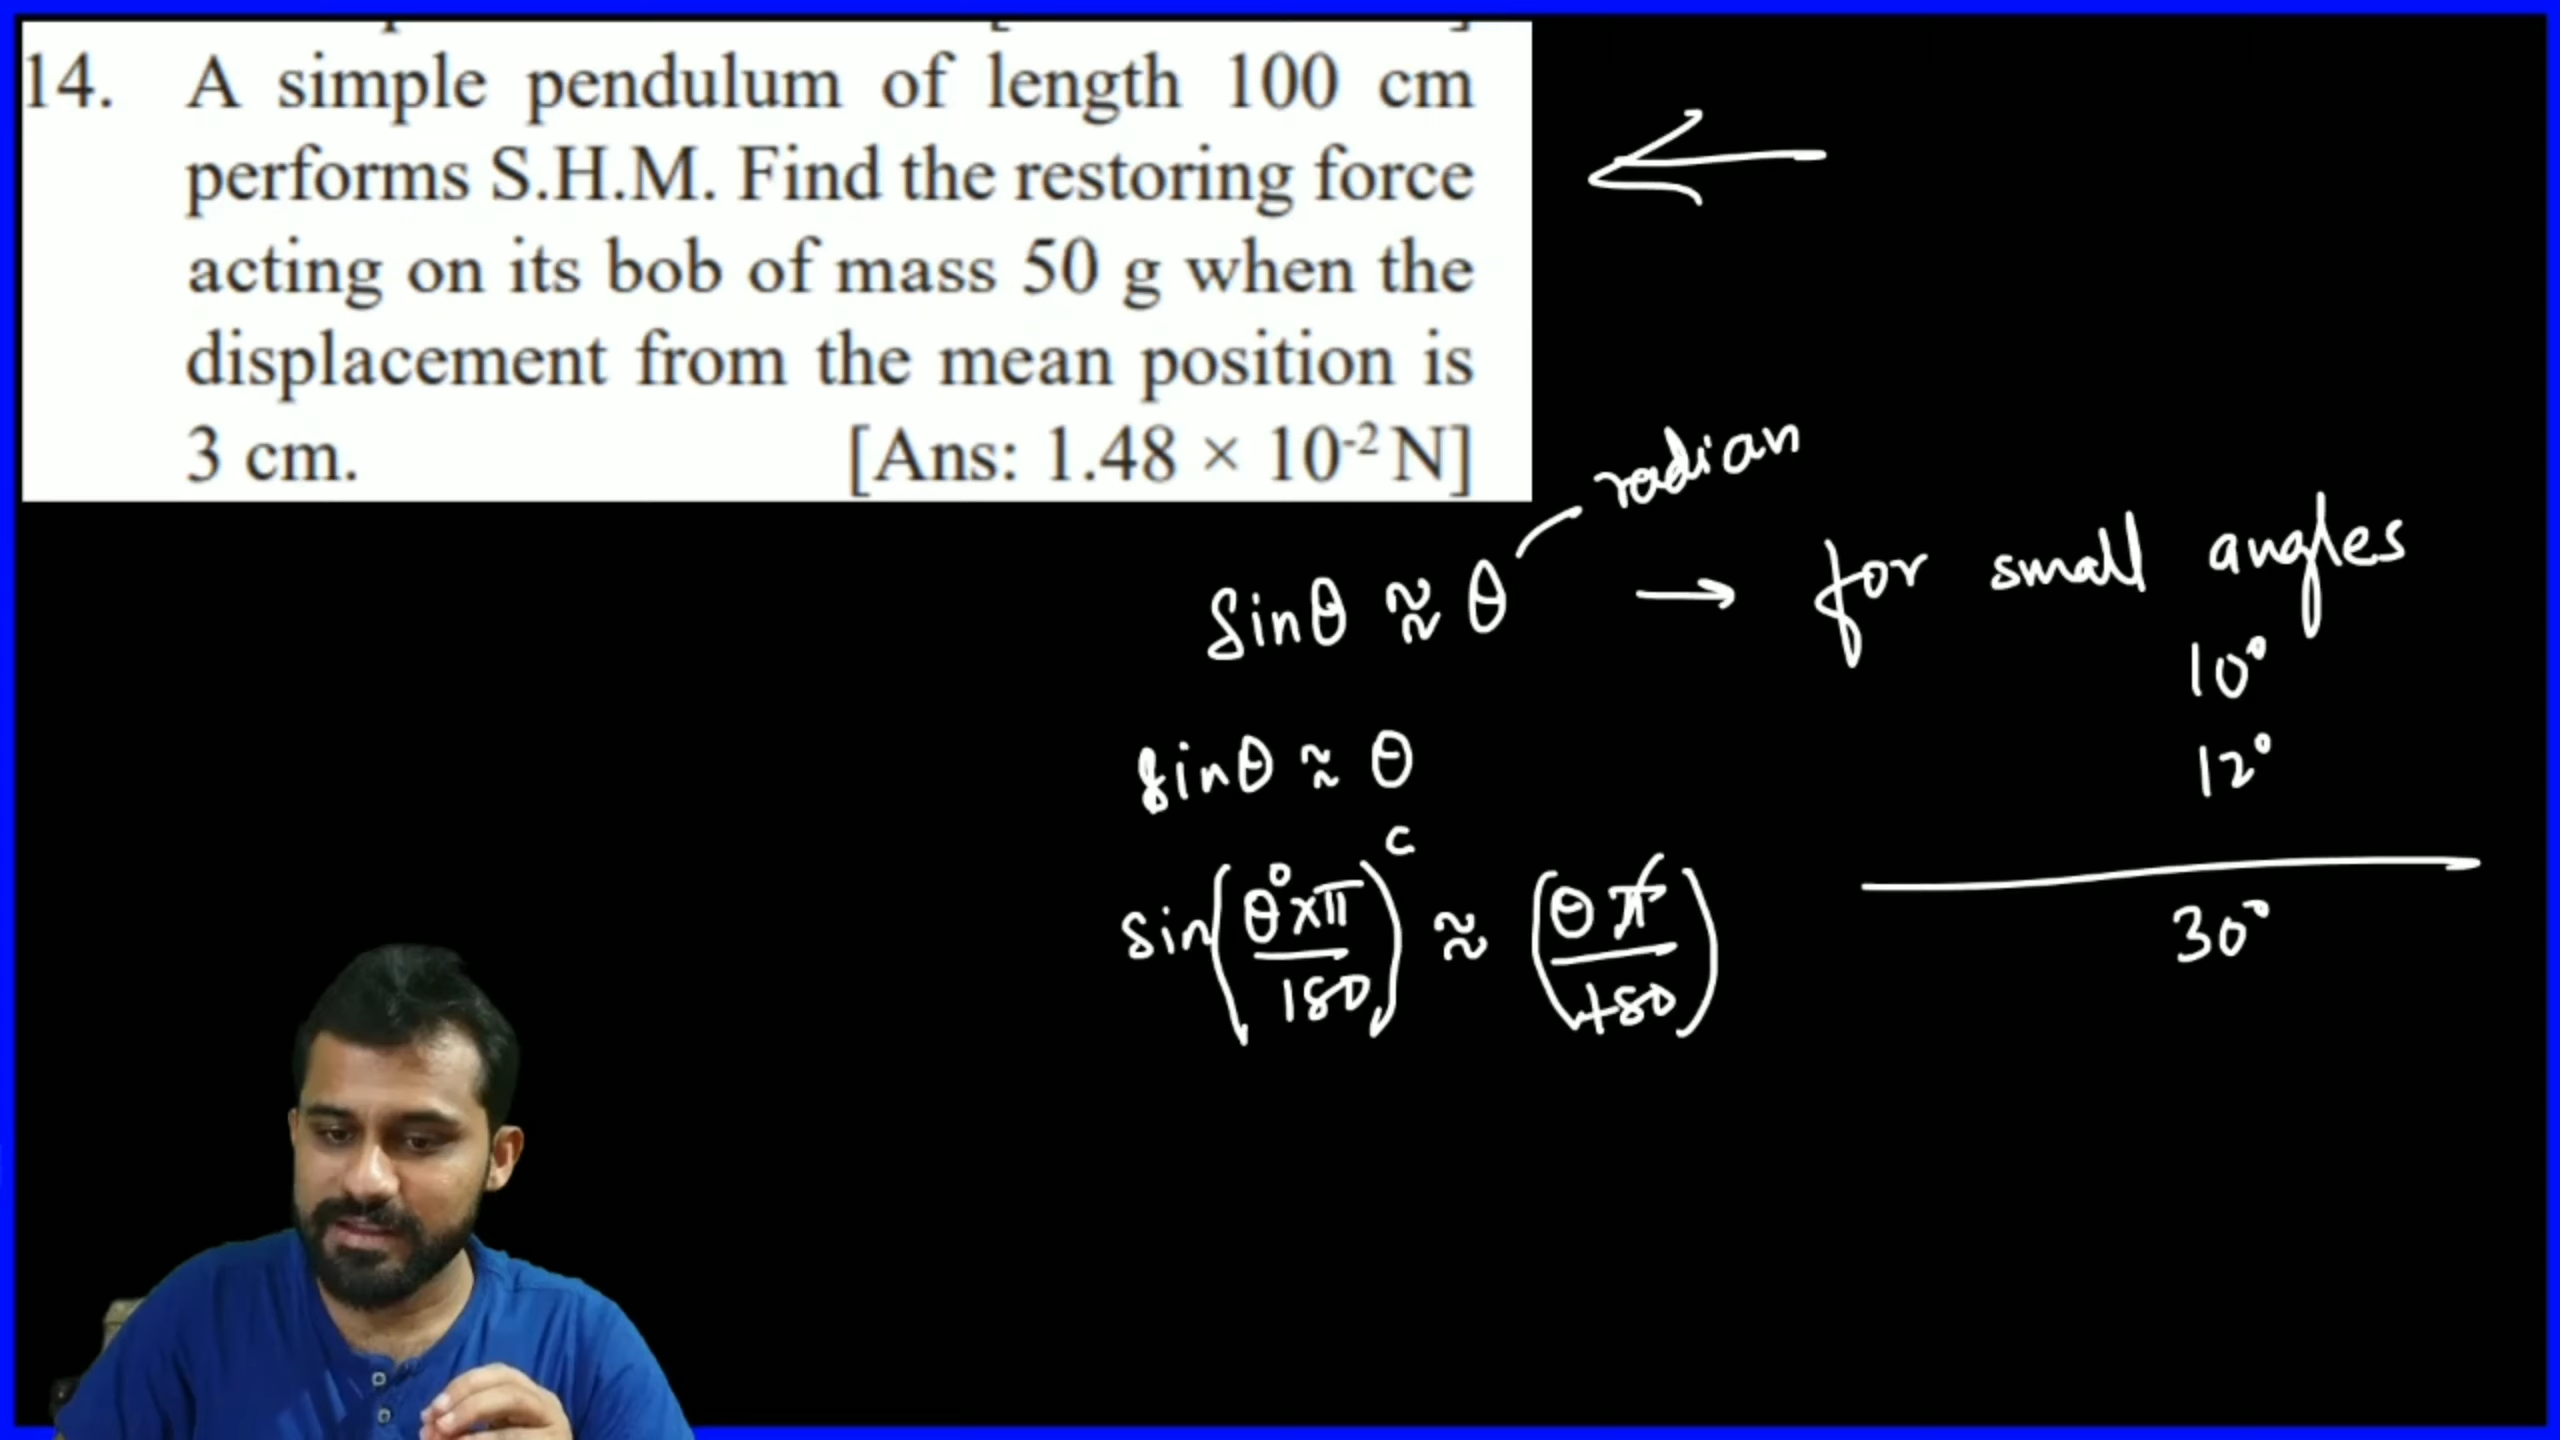 14. A simple pendulum of length 100 cm
performs S.H.M. Find the restoring force
acting on its bob of mass 50 g when the
displacement from the mean position is
3 cm. [Ans: 1.48 × 10⁻² N]
radian
sinθ ≈ θ → for small angles
10°
12°
sinθ ≈ θ
sin(θ°×π/180)ᶜ ≈ (θπ/180)
30°